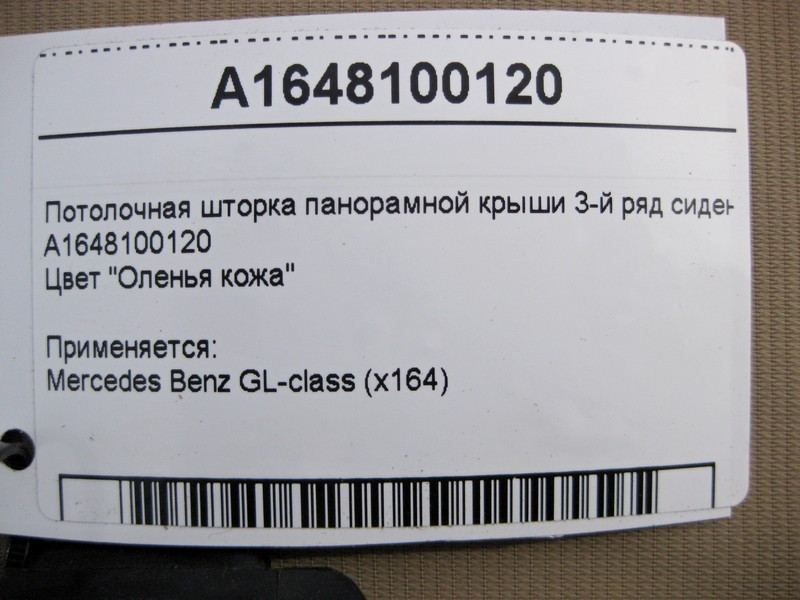 A1648100120
Потолочная шторка панорамной крыши 3-й ряд сиден
A1648100120
Цвет "Оленья кожа"
Применяется:
Mercedes Benz GL-class (x164)